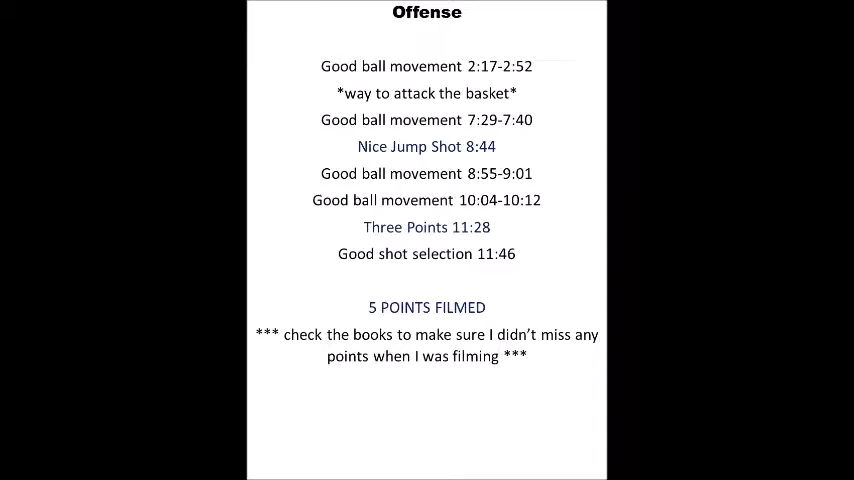 Offense
Good ball movement 2:17-2:52
*way to attack the basket*
Good ball movement 7:29-7:40
Nice Jump Shot 8:44
Good ball movement 8:55-9:01
Good ball movement 10:04-10:12
Three Points 11:28
Good shot selection 11:46
5 POINTS FILMED
*** check the books to make sure I didn’t miss any
points when I was filming ***